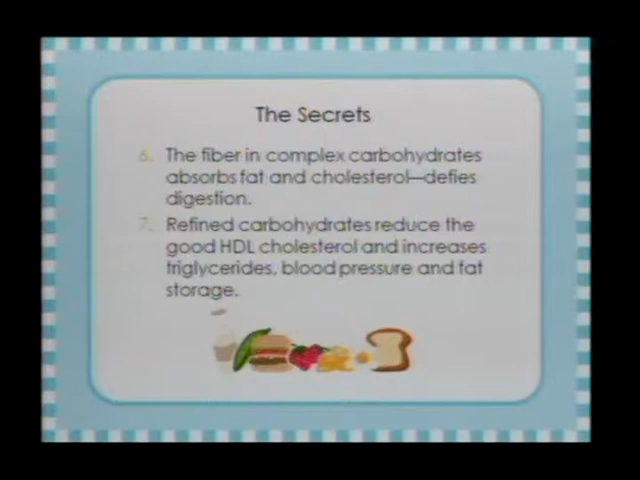 The Secrets
6. The fiber in complex carbohydrates
absorbs fat and cholesterol—defies
digestion.
7. Refined carbohydrates reduce the
good HDL cholesterol and increases
triglycerides, blood pressure and fat
storage.